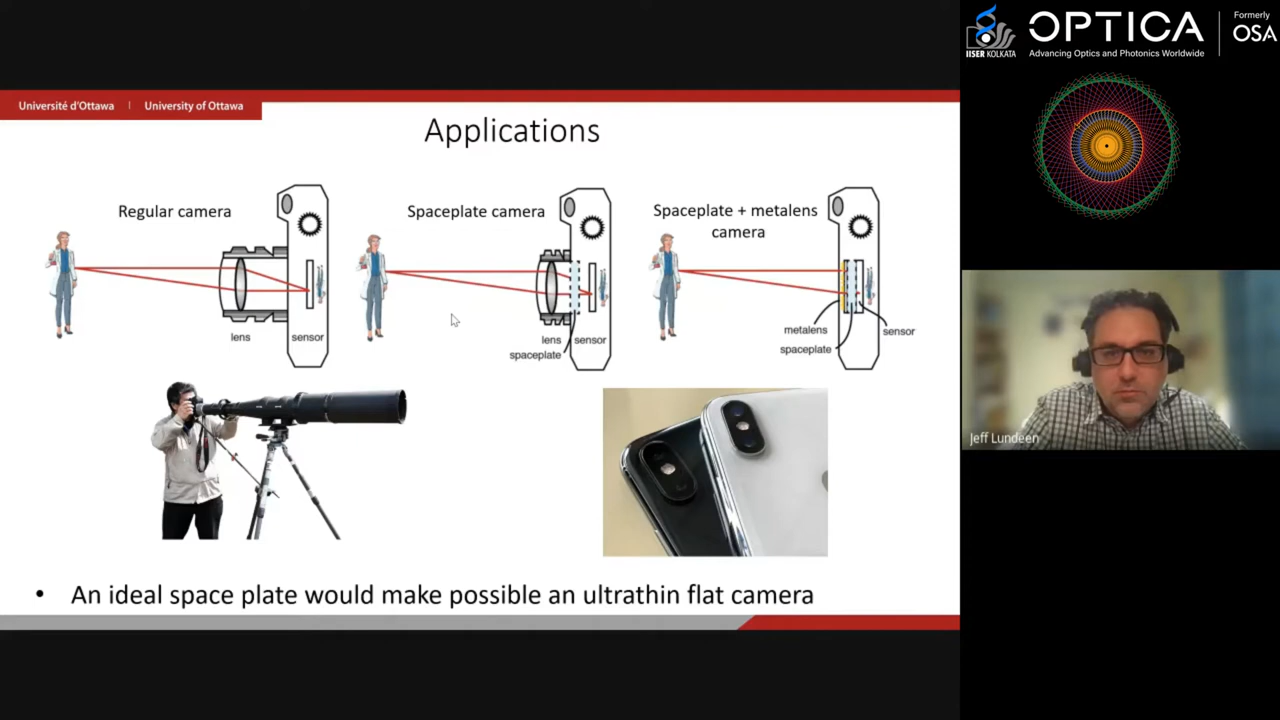 Université d'Ottawa | University of Ottawa
Applications
Regular camera
lens
sensor
Spaceplate camera
lens
sensor
spaceplate
Spaceplate + metalens
camera
metalens
spaceplate
sensor
• An ideal space plate would make possible an ultrathin flat camera
IISER KOLKATA
OPTICA
Advancing Optics and Photonics Worldwide
Formerly
OSA
Jeff Lundeen